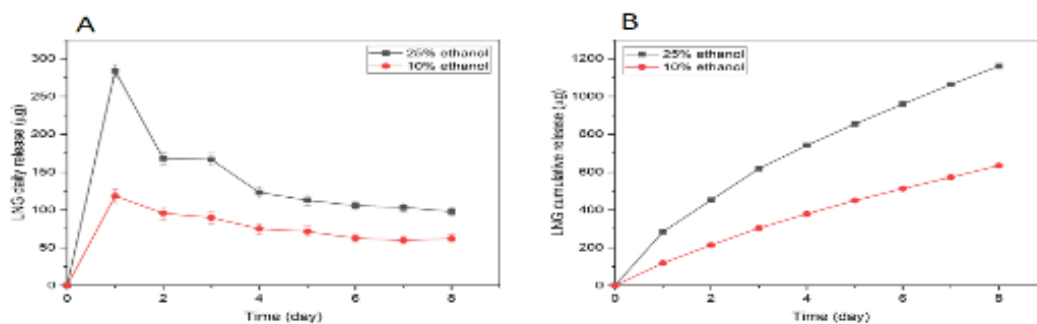 A
LNG daily release (µg)
300
250
200
150
100
50
0
25% ethanol
10% ethanol
0 2 4 6 8
Time (day)
B
LNG cumulative release (µg)
1200
1000
800
600
400
200
0
25% ethanol
10% ethanol
0 2 4 6 8
Time (day)